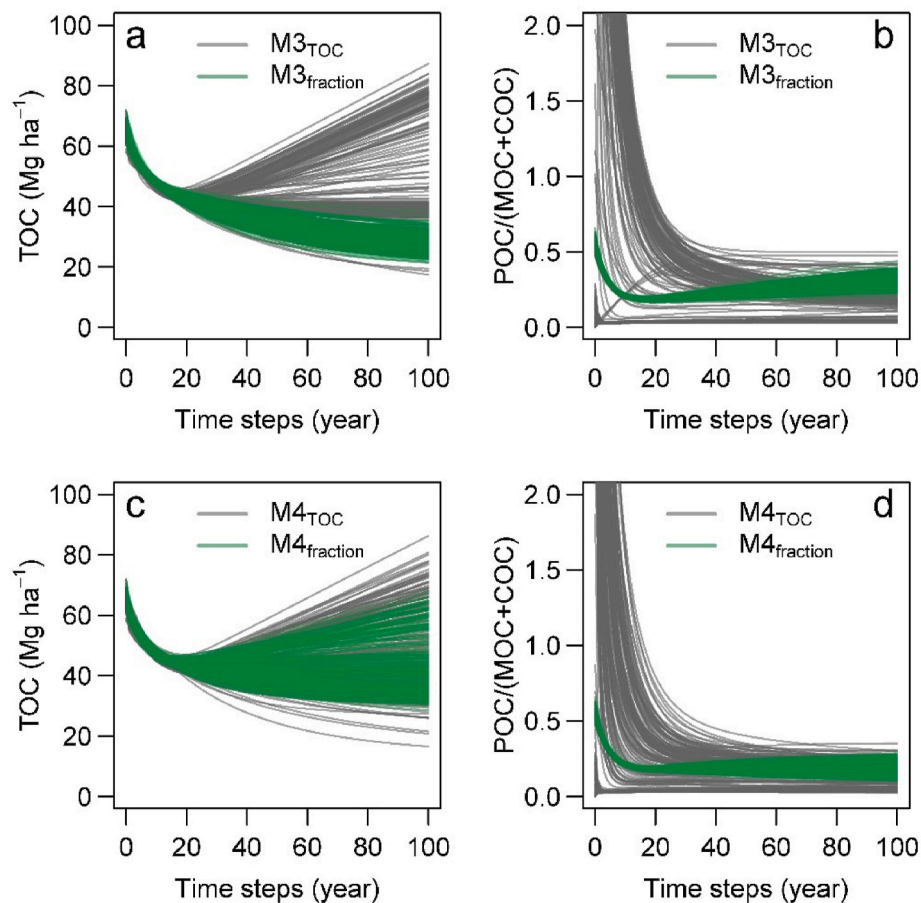 a
M3TOC
M3fraction
100
80
60
40
20
0
TOC (Mg ha−1)
0 20 40 60 80 100
Time steps (year)
b
M3TOC
M3fraction
2.0
1.5
1.0
0.5
0.0
POC/(MOC+COC)
0 20 40 60 80 100
Time steps (year)
c
M4TOC
M4fraction
100
80
60
40
20
0
TOC (Mg ha−1)
0 20 40 60 80 100
Time steps (year)
d
M4TOC
M4fraction
2.0
1.5
1.0
0.5
0.0
POC/(MOC+COC)
0 20 40 60 80 100
Time steps (year)